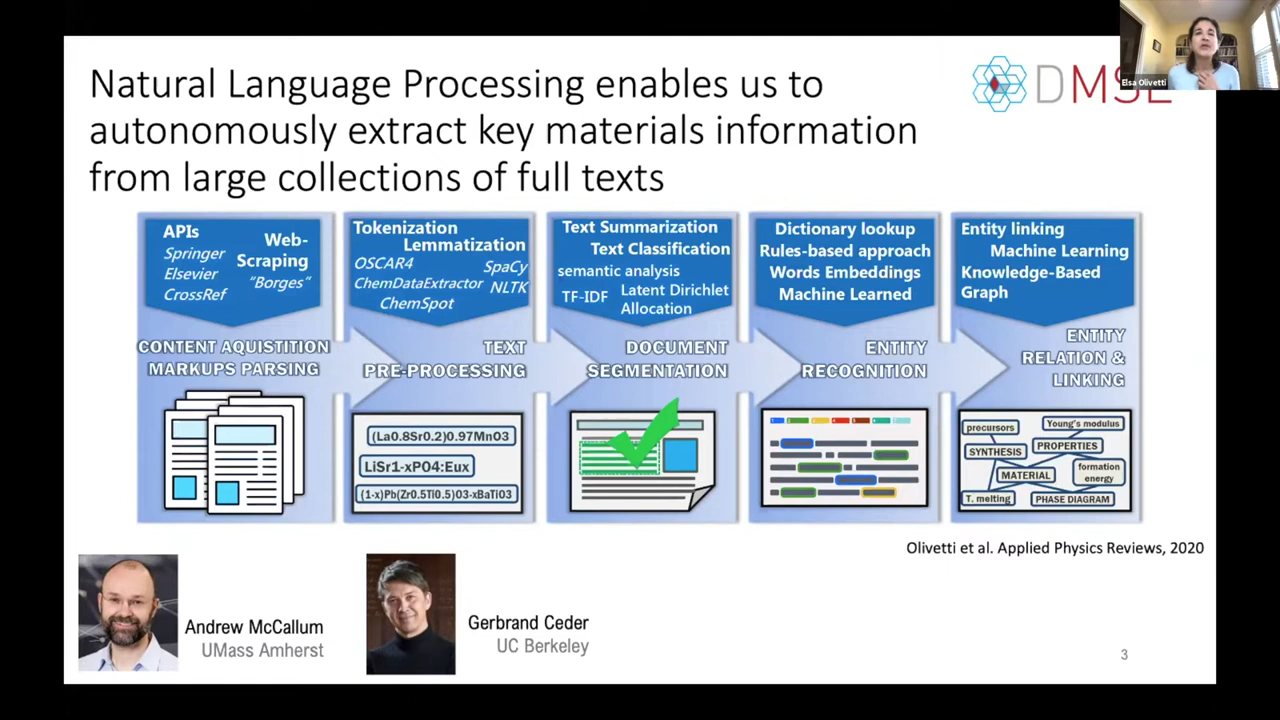 Natural Language Processing enables us to
autonomously extract key materials information
from large collections of full texts
DMSE
Elsa Olivetti
APIs
Springer
Elsevier
CrossRef
Web-
Scraping
"Borges"
CONTENT AQUISTITION
MARKUPS PARSING
Tokenization
Lemmatization
OSCAR4
SpaCy
ChemDataExtractor
NLTK
ChemSpot
TEXT
PRE-PROCESSING
(La0.8Sr0.2)0.97MnO3
LiSr1-xPO4:Eux
(1-x)Pb(Zr0.5Ti0.5)O3-xBaTiO3
Text Summarization
Text Classification
semantic analysis
TF-IDF
Latent Dirichlet
Allocation
DOCUMENT
SEGMENTATION
Dictionary lookup
Rules-based approach
Words Embeddings
Machine Learned
ENTITY
RECOGNITION
Entity linking
Machine Learning
Knowledge-Based
Graph
ENTITY
RELATION &
LINKING
precursors
Young's modulus
SYNTHESIS
PROPERTIES
MATERIAL
formation
energy
T. melting
PHASE DIAGRAM
Olivetti et al. Applied Physics Reviews, 2020
Andrew McCallum
UMass Amherst
Gerbrand Ceder
UC Berkeley
3